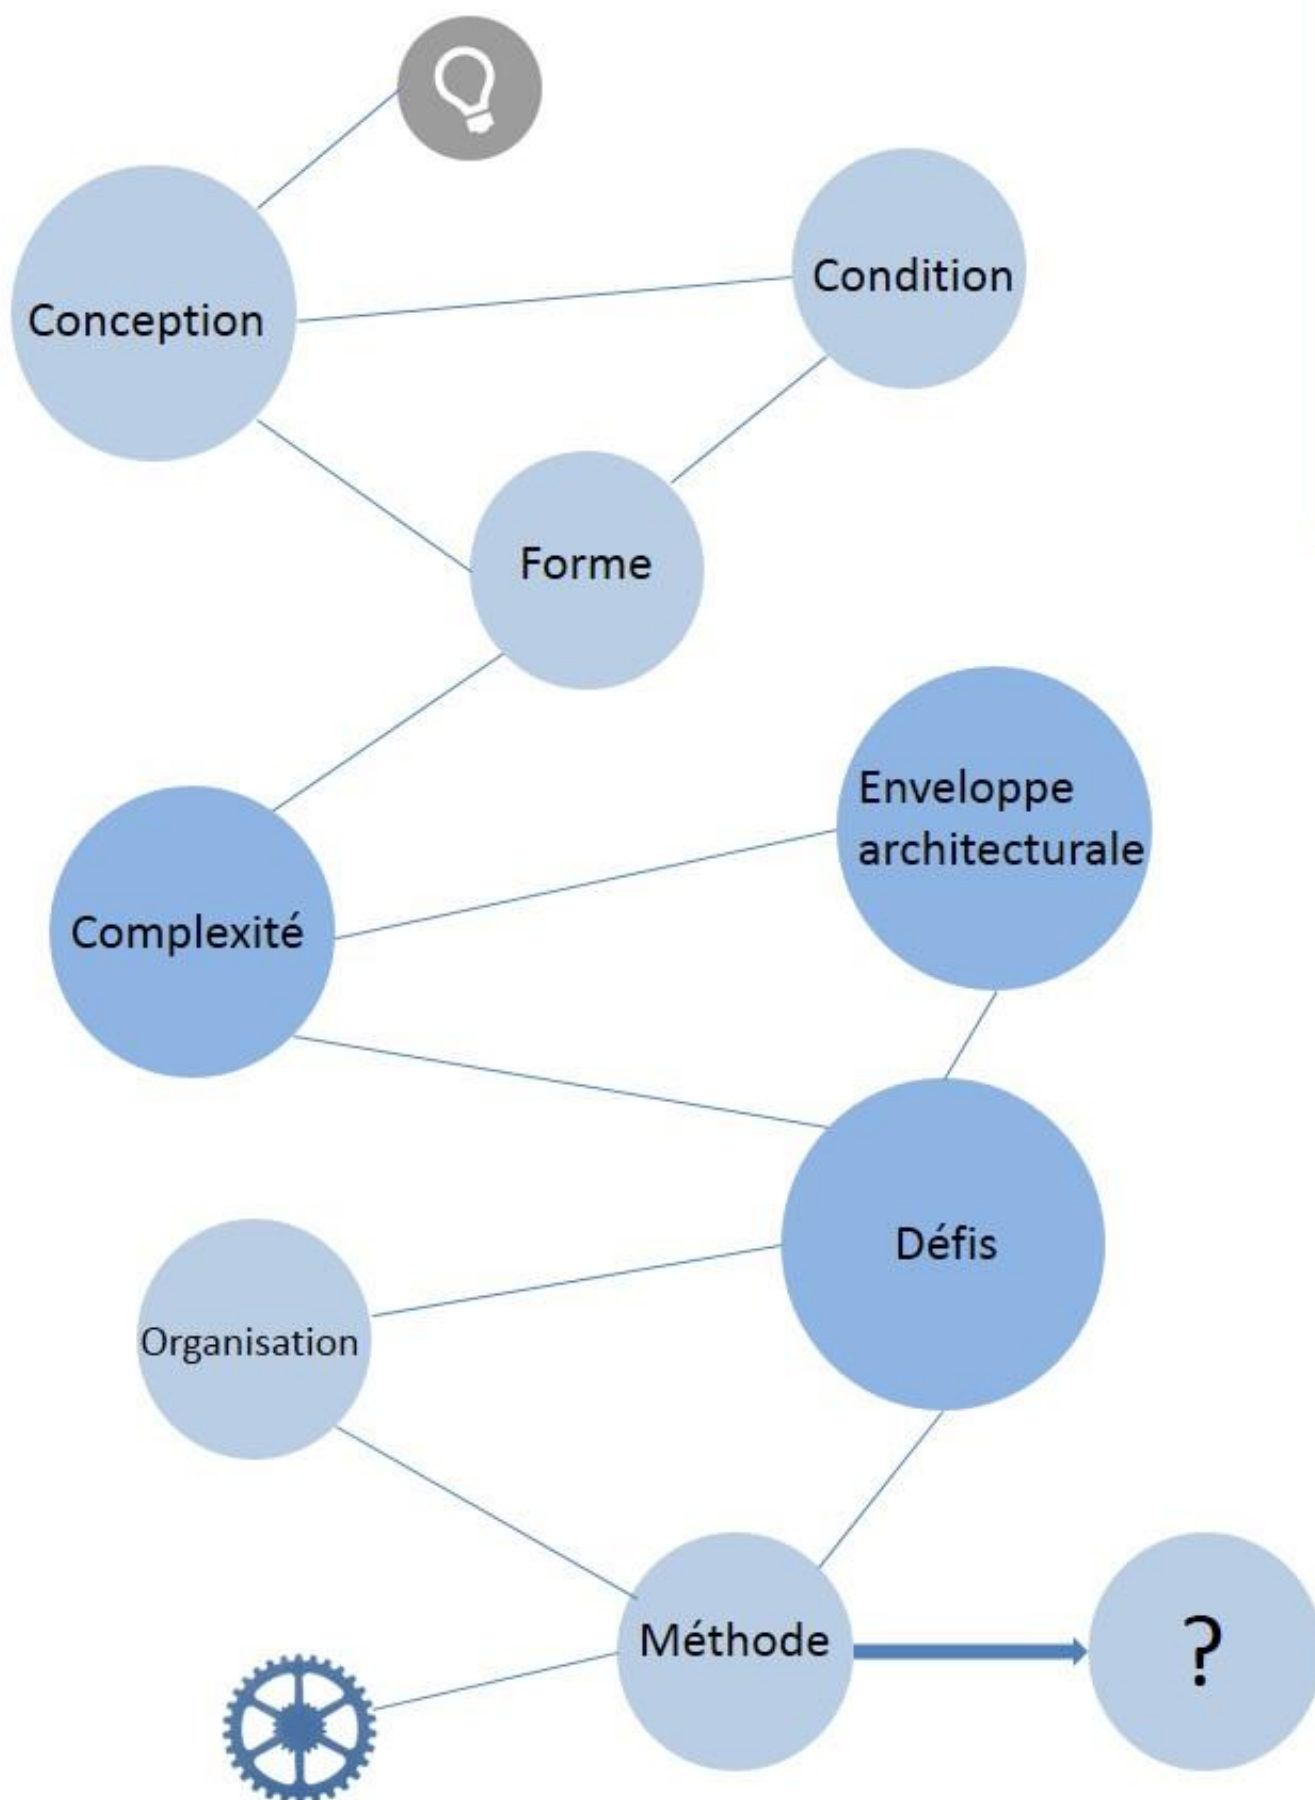 Condition
Conception
Forme
Enveloppe
architecturale
Complexité
Défis
Organisation
Méthode
?